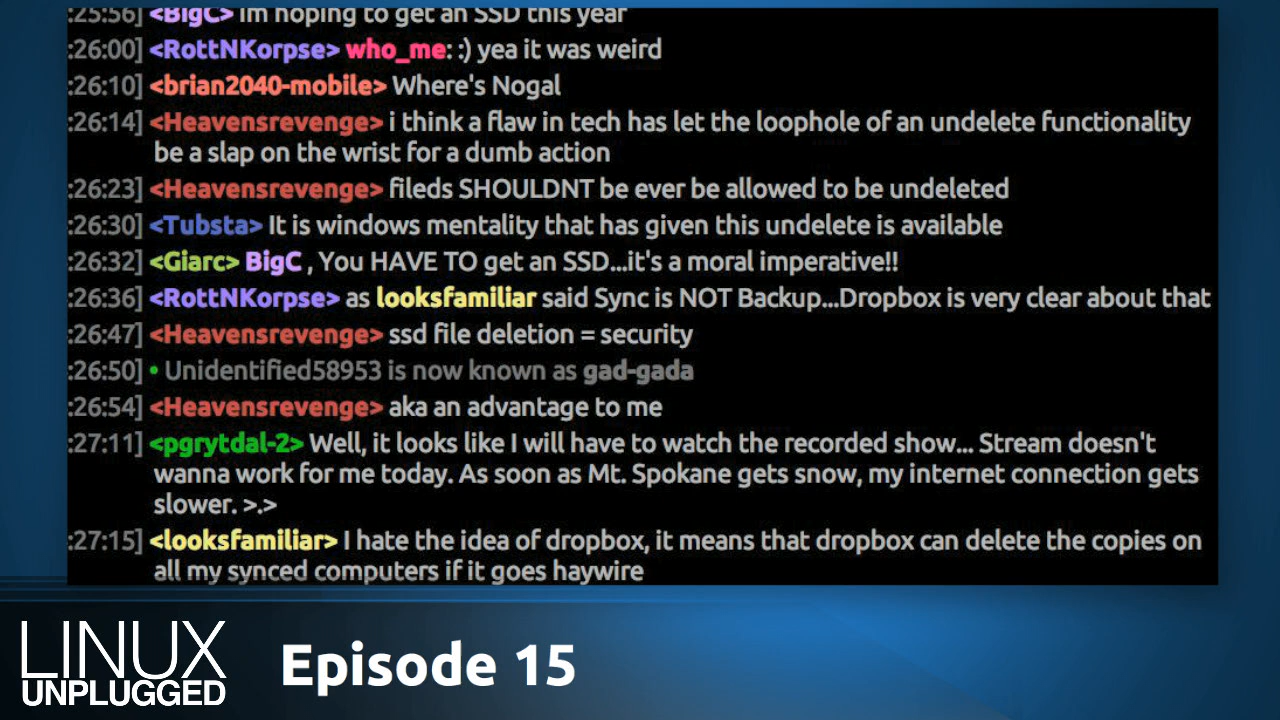 :25:56] <BigC> im hoping to get an SSD this year
:26:00] <RottNKorpse> who_me: :) yea it was weird
:26:10] <brian2040-mobile> Where's Nogal
:26:14] <Heavensrevenge> i think a flaw in tech has let the loophole of an undelete functionality
be a slap on the wrist for a dumb action
:26:23] <Heavensrevenge> fileds SHOULDNT be ever be allowed to be undeleted
:26:30] <Tubsta> It is windows mentality that has given this undelete is available
:26:32] <Giarc> BigC , You HAVE TO get an SSD...it's a moral imperative!!
:26:36] <RottNKorpse> as looksfamiliar said Sync is NOT Backup...Dropbox is very clear about that
:26:47] <Heavensrevenge> ssd file deletion = security
:26:50] • Unidentified58953 is now known as gad-gada
:26:54] <Heavensrevenge> aka an advantage to me
:27:11] <pgrytdal-2> Well, it looks like I will have to watch the recorded show... Stream doesn't
wanna work for me today. As soon as Mt. Spokane gets snow, my internet connection gets
slower. >.>
:27:15] <looksfamiliar> I hate the idea of dropbox, it means that dropbox can delete the copies on
all my synced computers if it goes haywire
LINUX
UNPLUGGED
Episode 15